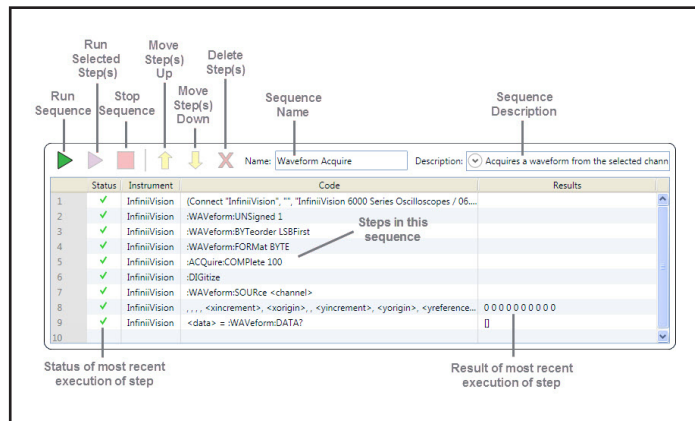 Run
Selected
Step(s)
Move
Step(s)
Up
Delete
Step(s)
Run
Sequence
Stop
Sequence
Move
Step(s)
Down
Sequence
Name
Sequence
Description
Name: Waveform Acquire Description: Acquires a waveform from the selected chann
Status Instrument Code Results
1 InfiniiVision (Connect "InfiniiVision", "", "InfiniiVision 6000 Series Oscilloscopes / 06....
2 InfiniiVision :WAVeform:UNSigned 1
3 InfiniiVision :WAVeform:BYTeorder LSBFirst
4 InfiniiVision :WAVeform:FORMat BYTE
5 InfiniiVision :ACQuire:COMPlete 100
6 InfiniiVision :DIGitize
7 InfiniiVision :WAVeform:SOURce <channel>
8 InfiniiVision , , , , <xincrement>, <xorigin>, , <yincrement>, <yorigin>, <yreference... 0 0 0 0 0 0 0 0 0 0
9 InfiniiVision <data> = :WAVeform:DATA? []
10
Steps in this
sequence
Status of most recent
execution of step
Result of most recent
execution of step